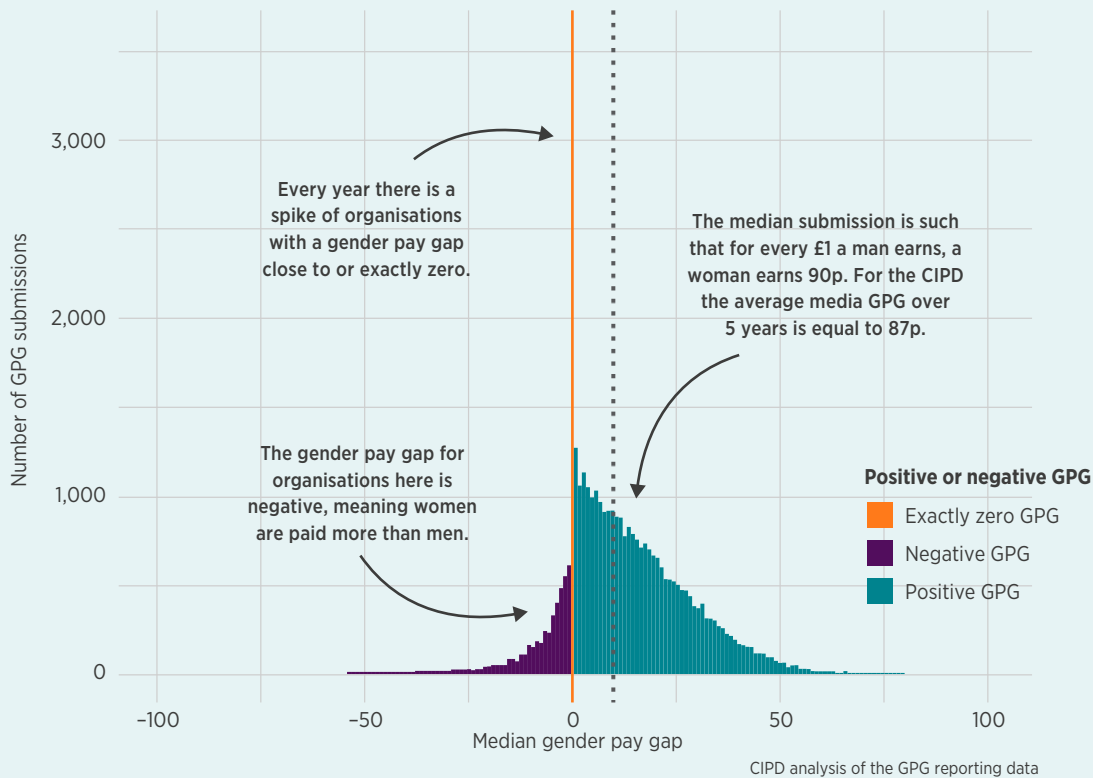 Number of GPG submissions
3,000
2,000
1,000
0
Every year there is a
spike of organisations
with a gender pay gap
close to or exactly zero.
The median submission is such
that for every £1 a man earns, a
woman earns 90p. For the CIPD
the average media GPG over
5 years is equal to 87p.
The gender pay gap for
organisations here is
negative, meaning women
are paid more than men.
Positive or negative GPG
Exactly zero GPG
Negative GPG
Positive GPG
–100
–50
0
50
100
Median gender pay gap
CIPD analysis of the GPG reporting data